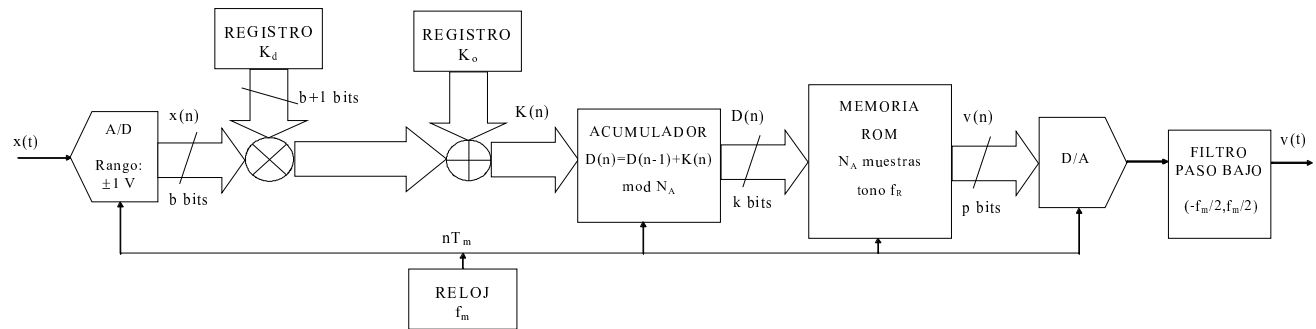 REGISTRO
K_d
REGISTRO
K_o
b+1 bits
x(t)
A/D
Rango:
±1 V
x(n)
b bits
K(n)
ACUMULADOR
D(n)=D(n-1)+K(n)
mod N_A
D(n)
k bits
MEMORIA
ROM
N_A muestras
tono f_R
v(n)
p bits
D/A
FILTRO
PASO BAJO
(-f_m/2,f_m/2)
v(t)
nT_m
RELOJ
f_m